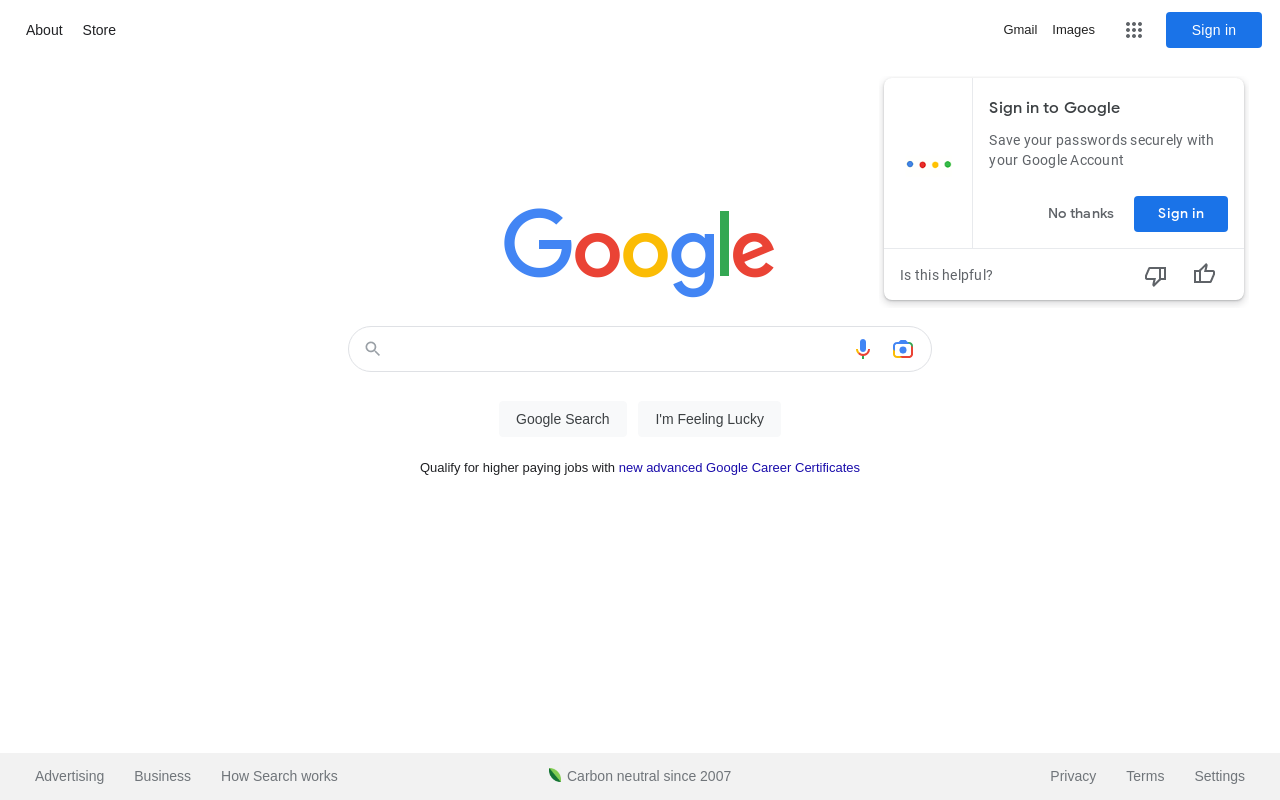 About Store Gmail Images Sign in
Sign in to Google
Save your passwords securely with
your Google Account
No thanks Sign in
Is this helpful?
Google
Google Search I'm Feeling Lucky
Qualify for higher paying jobs with new advanced Google Career Certificates
Advertising Business How Search works Carbon neutral since 2007 Privacy Terms Settings